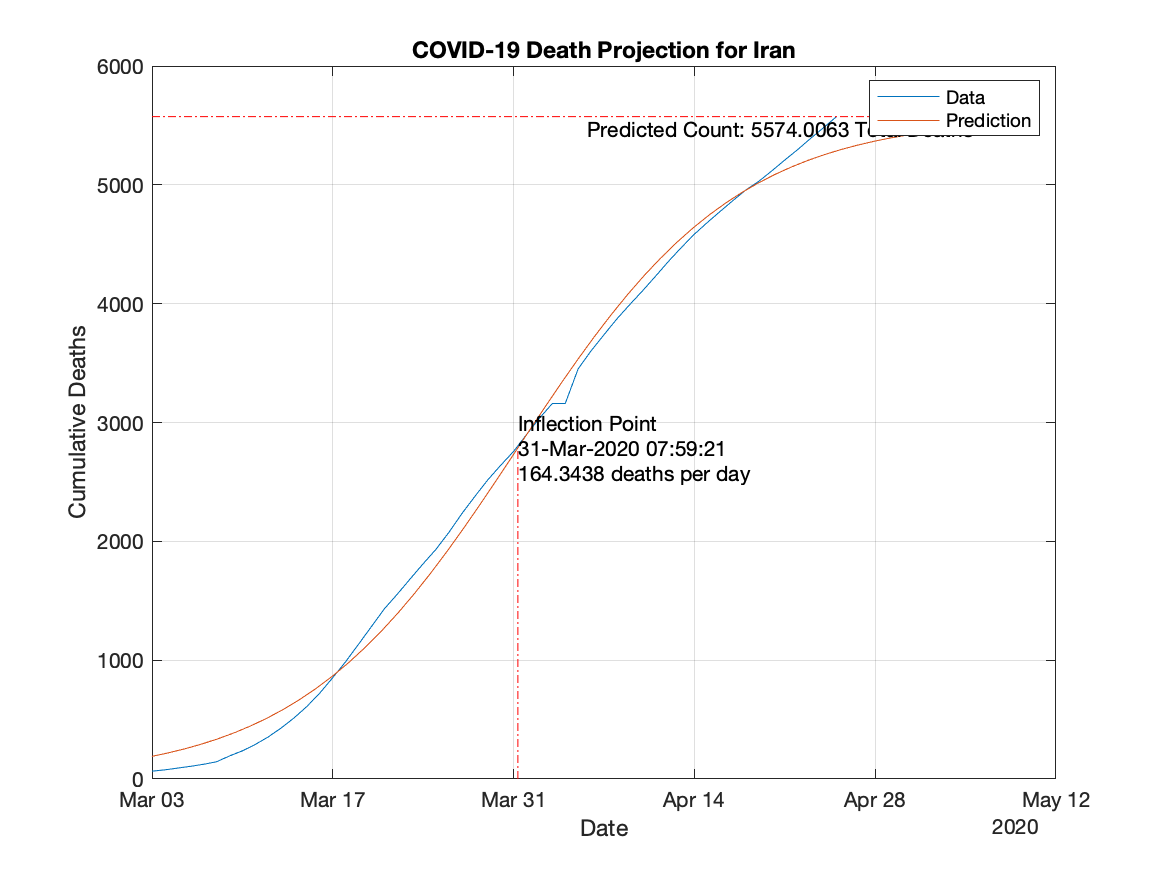 COVID-19 Death Projection for Iran
6000
5000
4000
3000
2000
1000
0
Cumulative Deaths
Data
Prediction
Predicted Count: 5574.0063
Inflection Point
31-Mar-2020 07:59:21
164.3438 deaths per day
Mar 03
Mar 17
Mar 31
Apr 14
Apr 28
May 12
Date
2020